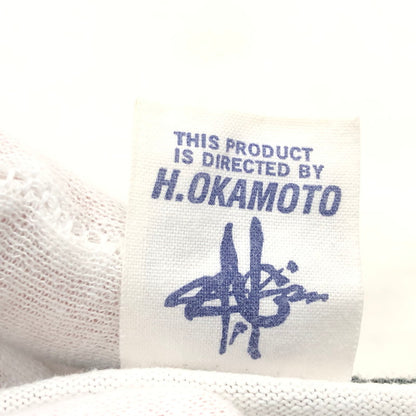 THIS PRODUCT
IS DIRECTED BY
H.OKAMOTO